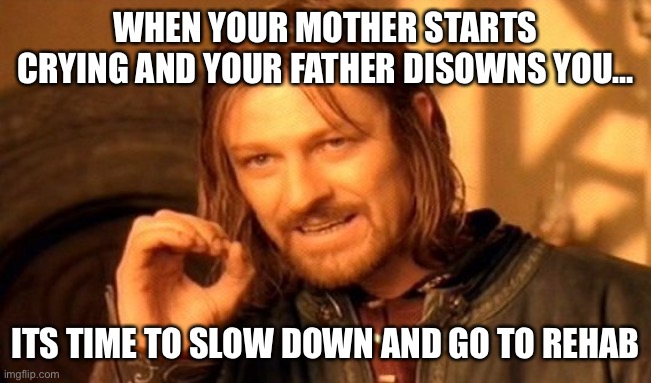 WHEN YOUR MOTHER STARTS
CRYING AND YOUR FATHER DISOWNS YOU...
ITS TIME TO SLOW DOWN AND GO TO REHAB
imgflip.com